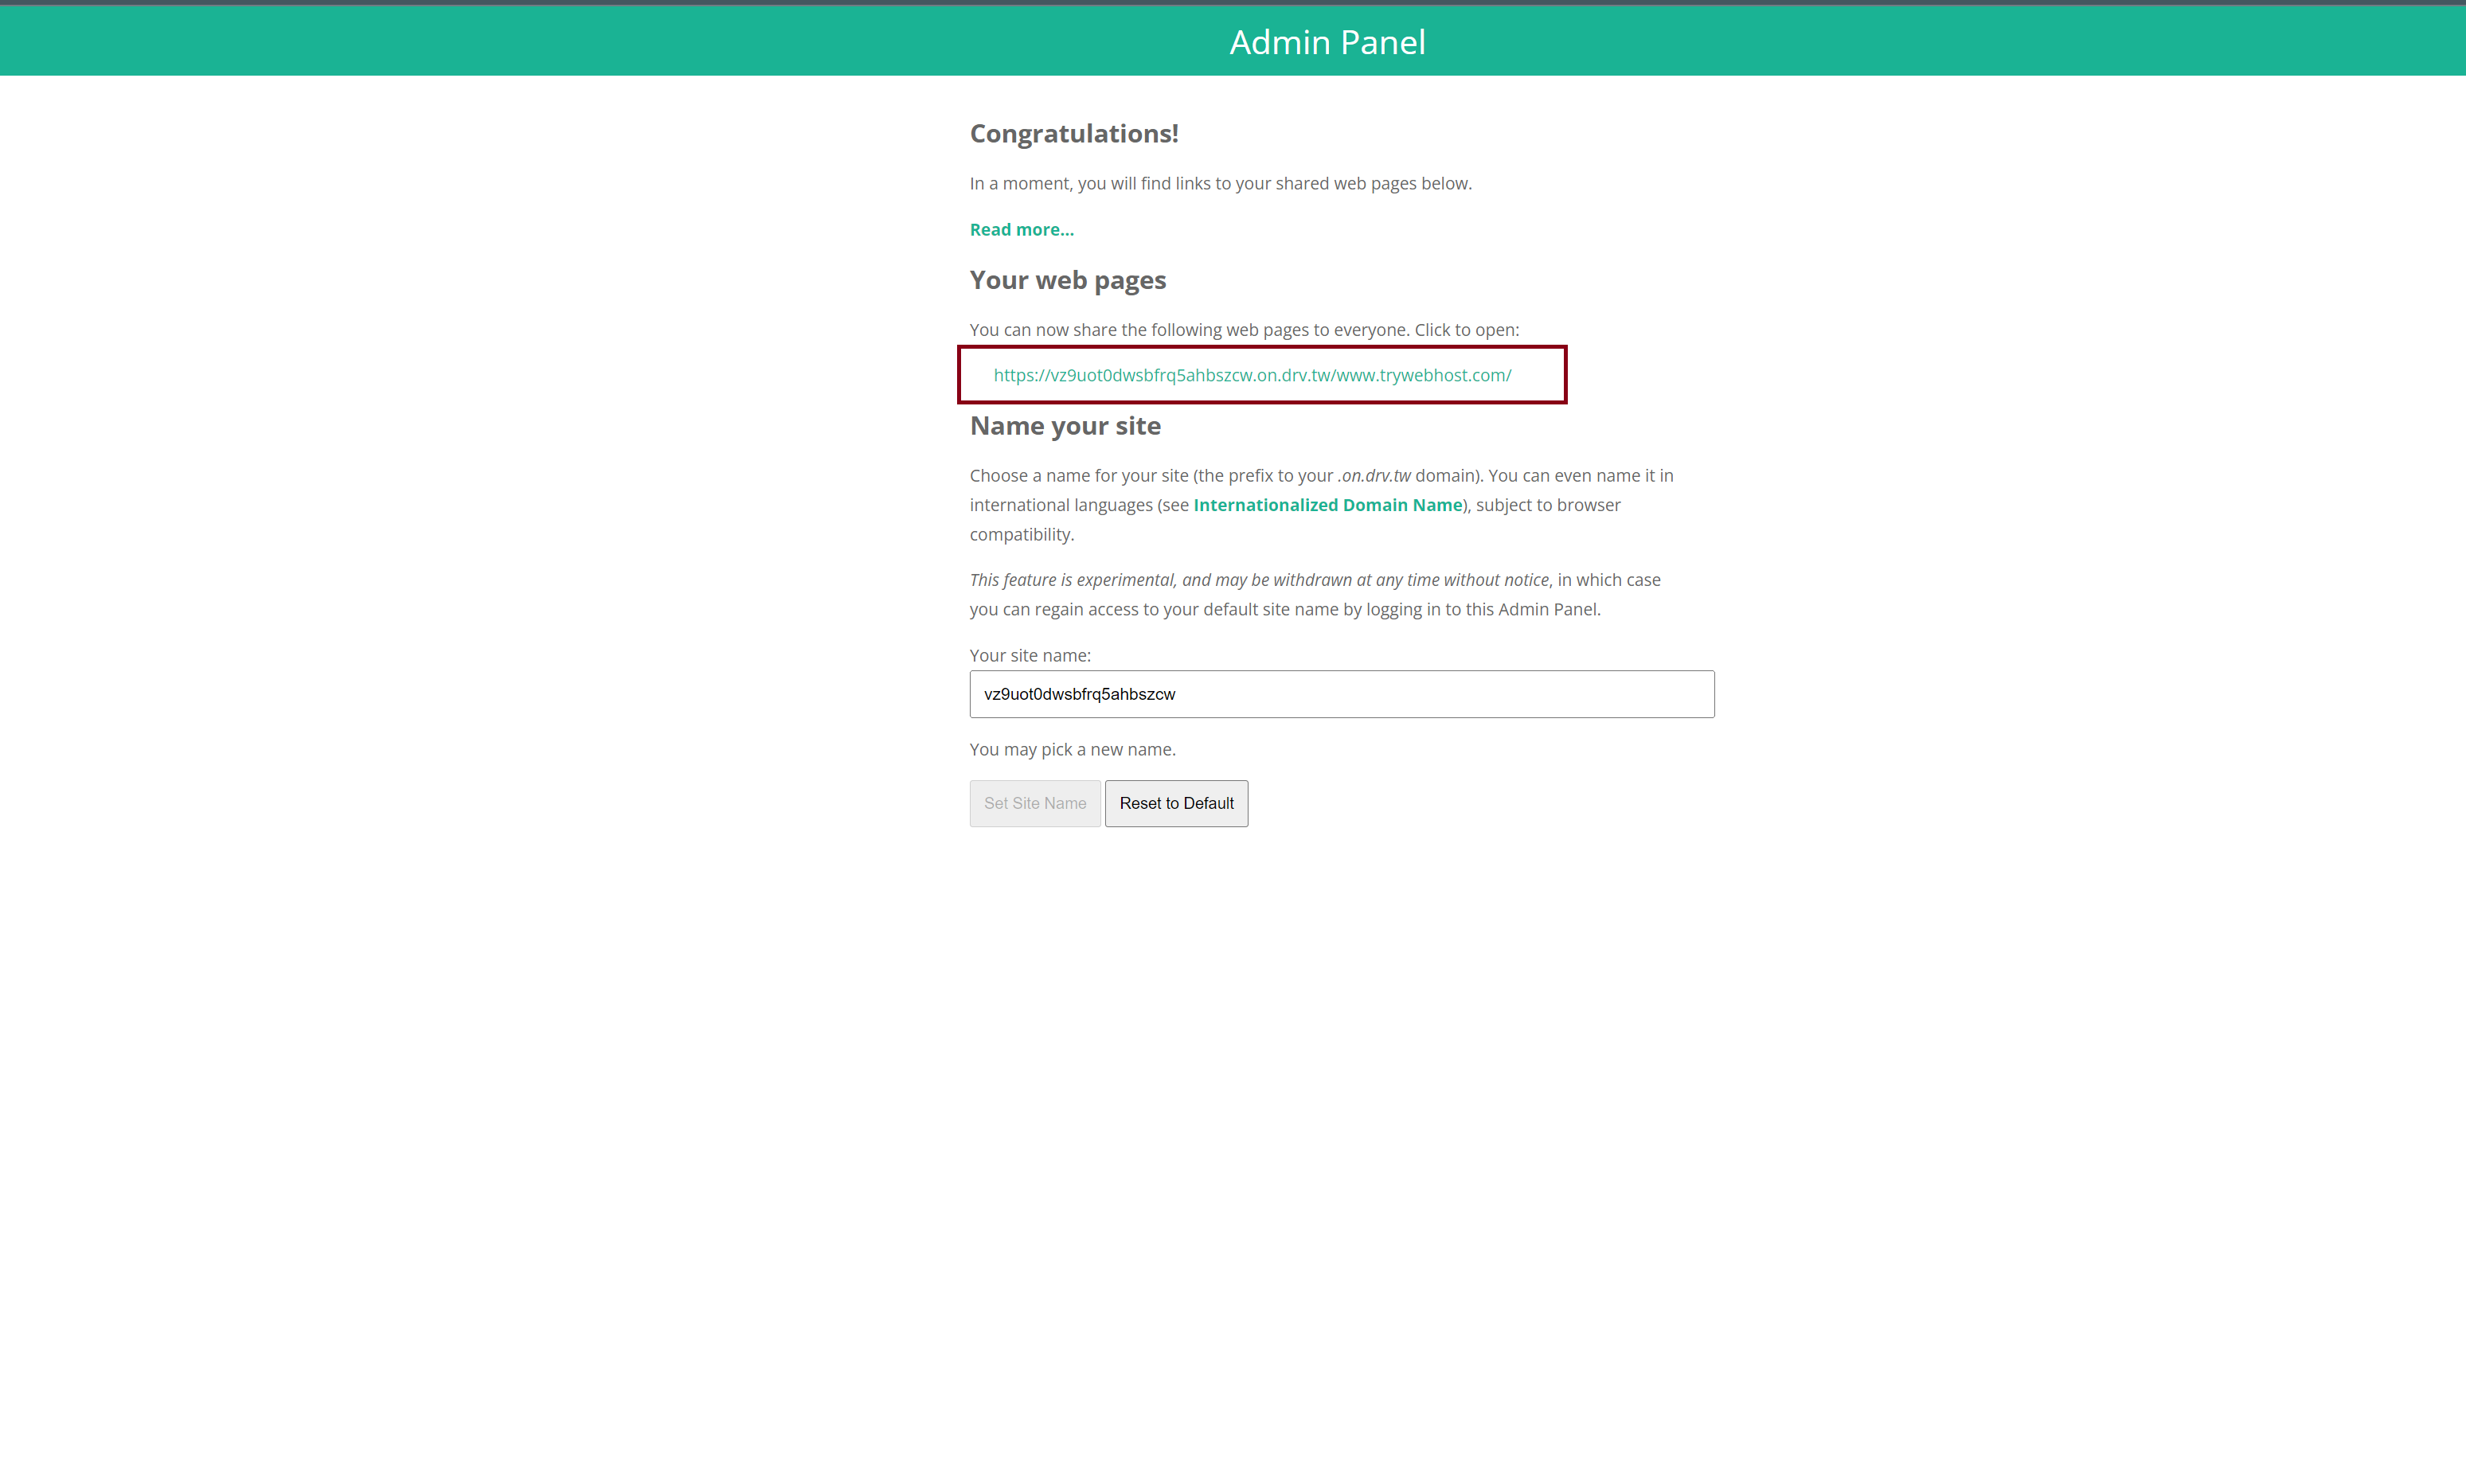 Admin Panel
Congratulations!
In a moment, you will find links to your shared web pages below.
Read more...
Your web pages
You can now share the following web pages to everyone. Click to open:
https://vz9uot0dwsbfrq5ahbszcw.on.drv.tw/www.trywebhost.com/
Name your site
Choose a name for your site (the prefix to your .on.drv.tw domain). You can even name it in
international languages (see Internationalized Domain Name), subject to browser
compatibility.
This feature is experimental, and may be withdrawn at any time without notice, in which case
you can regain access to your default site name by logging in to this Admin Panel.
Your site name:
vz9uot0dwsbfrq5ahbszcw
You may pick a new name.
Set Site Name Reset to Default